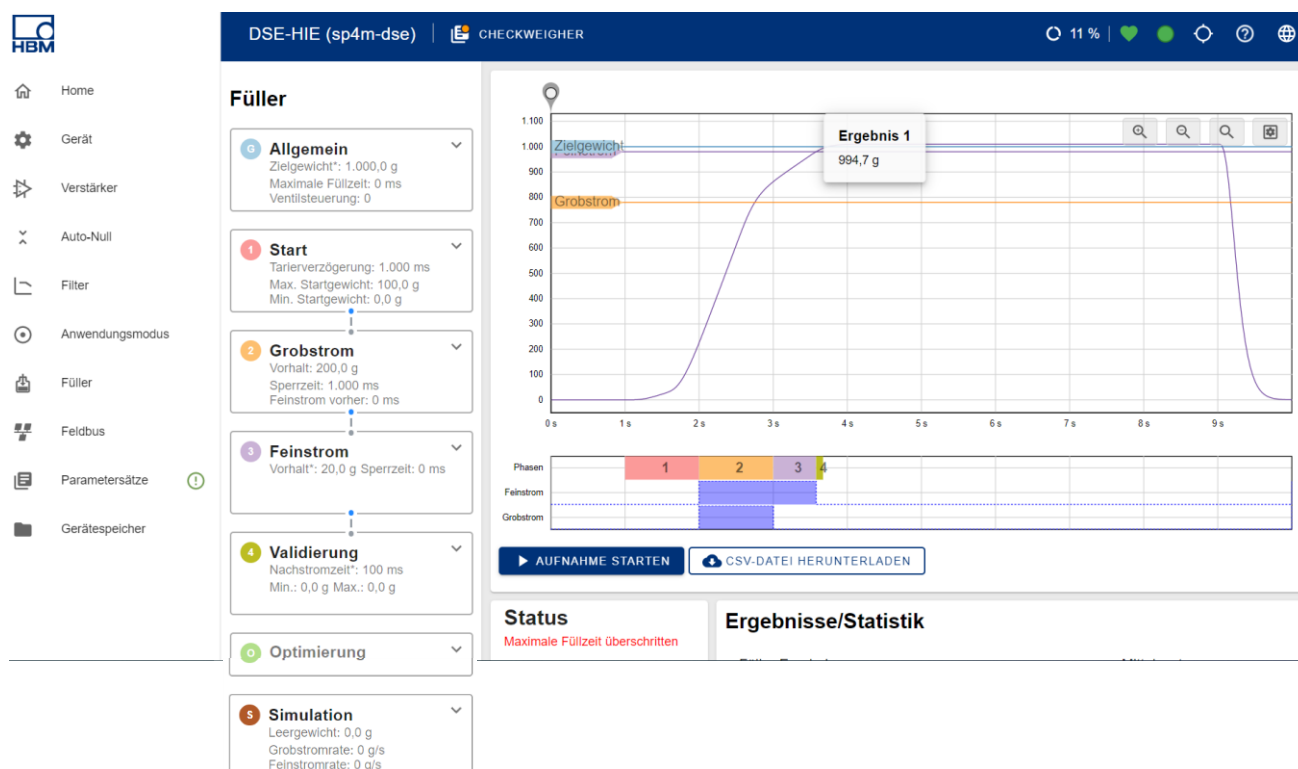 HBM
DSE-HIE (sp4m-dse)
CHECKWEIGHER
11 %
Home
Gerät
Verstärker
Auto-Null
Filter
Anwendungsmodus
Füller
Feldbus
Parametersätze
Gerätespeicher
Füller
G Allgemein
Zielgewicht*: 1.000,0 g
Maximale Füllzeit: 0 ms
Ventilsteuerung: 0
1 Start
Tarierverzögerung: 1.000 ms
Max. Startgewicht: 100,0 g
Min. Startgewicht: 0,0 g
2 Grobstrom
Vorhalt: 200,0 g
Sperrzeit: 1.000 ms
Feinstrom vorher: 0 ms
3 Feinstrom
Vorhalt*: 20,0 g Sperrzeit: 0 ms
4 Validierung
Nachstromzeit*: 100 ms
Min.: 0,0 g Max.: 0,0 g
O Optimierung
S Simulation
Leergewicht: 0,0 g
Grobstromrate: 0 g/s
Feinstromrate: 0 g/s
1.100
1.000
900
800
700
600
500
400
300
200
100
0
Zielgewicht
Feinstrom
Grobstrom
Ergebnis 1
994,7 g
0 s 1 s 2 s 3 s 4 s 5 s 6 s 7 s 8 s 9 s
Phasen 1 2 3 4
Feinstrom
Grobstrom
AUFNAHME STARTEN
CSV-DATEI HERUNTERLADEN
Status
Maximale Füllzeit überschritten
Ergebnisse/Statistik